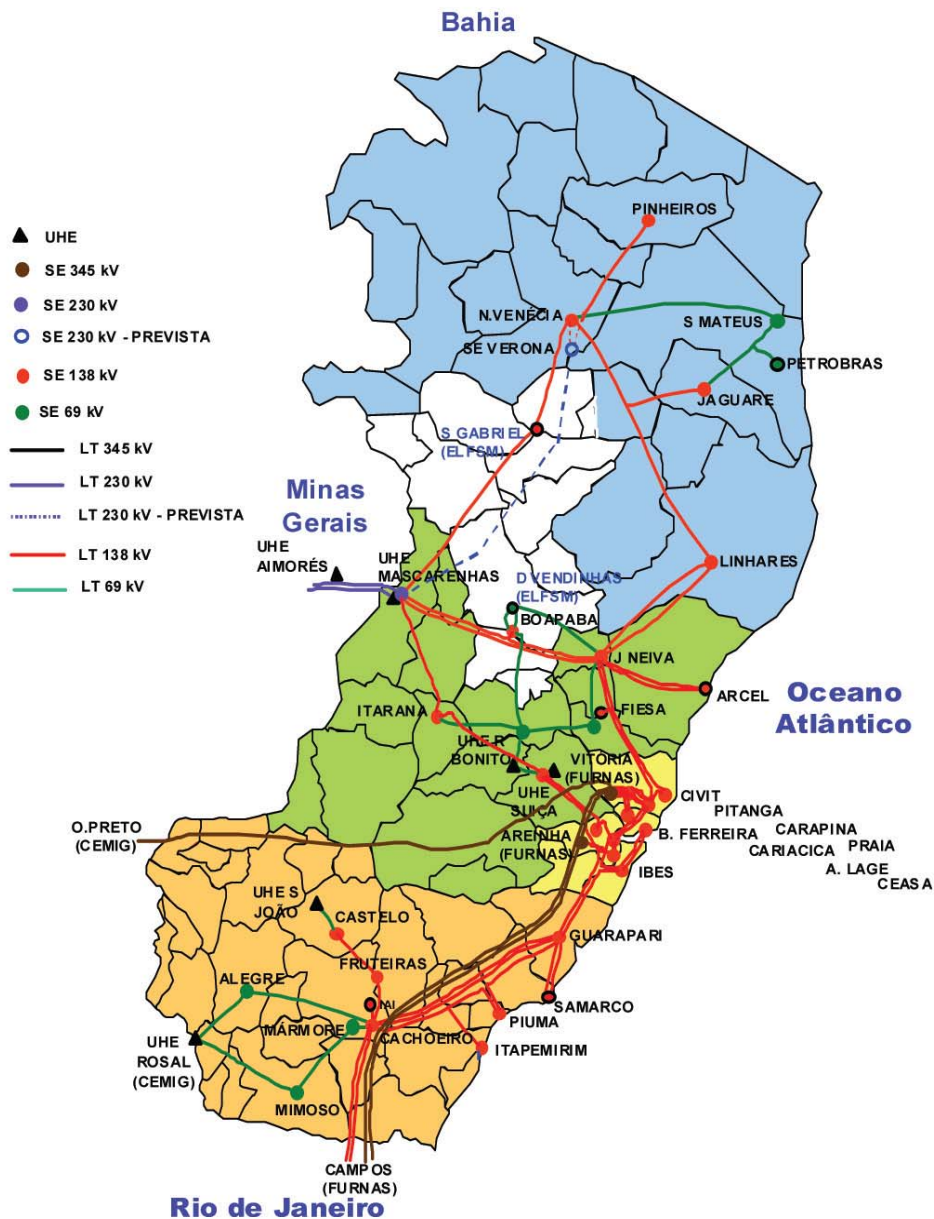 Bahia
UHE
SE 345 kV
SE 230 kV
SE 230 kV - PREVISTA
SE 138 kV
SE 69 kV
LT 345 kV
LT 230 kV
LT 230 kV - PREVISTA
LT 138 kV
LT 69 kV
PINHEIROS
N.VENÉCIA
S MATEUS
SE VERONA
PETROBRAS
JAGUARE
S GABRIEL
(ELFSM)
Minas
Gerais
UHE
AIMORÉS
UHE
MASCARENHAS
LINHARES
D VENDINHAS
(ELFSM)
BOAPABA
J NEIVA
ARCEL
Oceano
Atlântico
ITARANA
FIESA
UHE R
BONITO
VITÓRIA
(FURNAS)
UHE
SUIÇA
CIVIT
PITANGA
O.PRETO
(CEMIG)
AREINHA
(FURNAS)
B. FERREIRA
CARAPINA
CARIACICA
PRAIA
A. LAGE
CEASA
IBES
UHE S
JOÃO
CASTELO
GUARAPARI
FRUTEIRAS
ALEGRE
SAMARCO
PIUMA
MÁRMORE
CACHOEIRO
UHE
ROSAL
(CEMIG)
ITAPEMIRIM
MIMOSO
CAMPOS
(FURNAS)
Rio de Janeiro